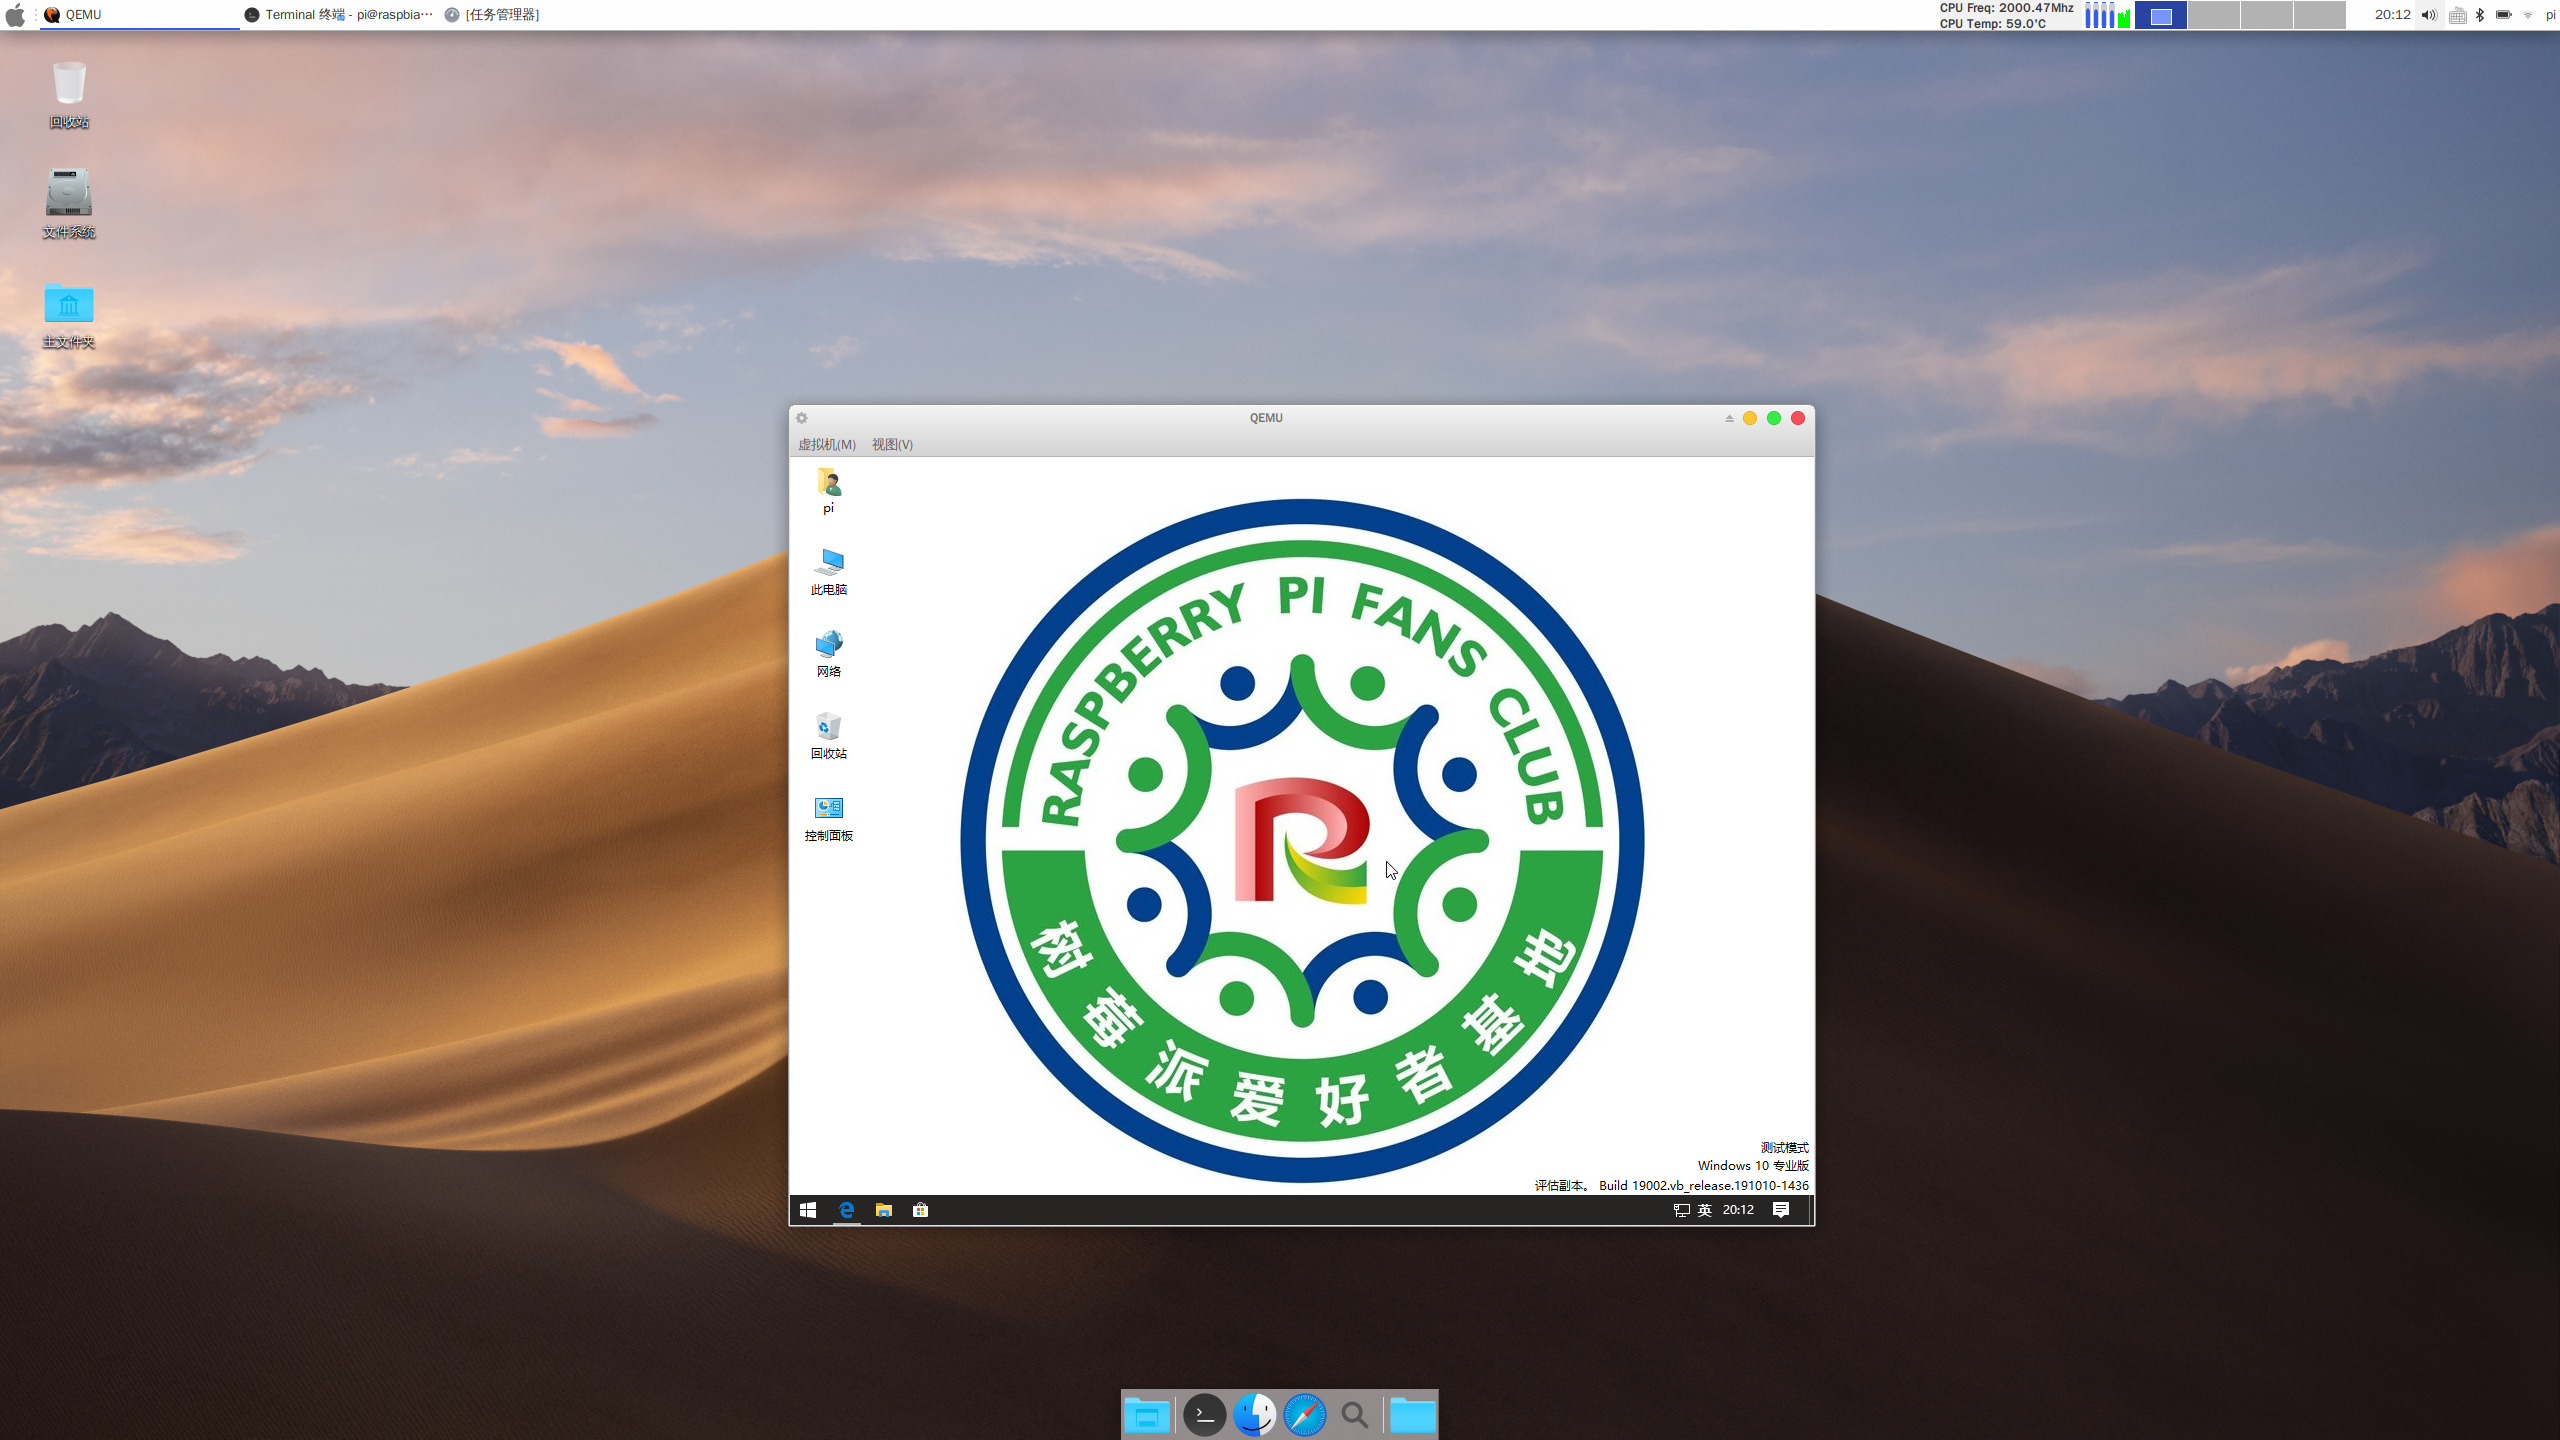 QEMU
Terminal 终端 - pi@raspbia···
[任务管理器]
CPU Freq: 2000.47Mhz
CPU Temp: 59.0'C
20:12
pi
回收站
文件系统
主文件夹
QEMU
虚拟机(M) 视图(V)
pi
此电脑
网络
回收站
控制面板
RASPBERRY PI FANS CLUB
树莓派爱好者基地
测试模式
Windows 10 专业版
评估副本。 Build 19002.vb_release.191010-1436
英 20:12